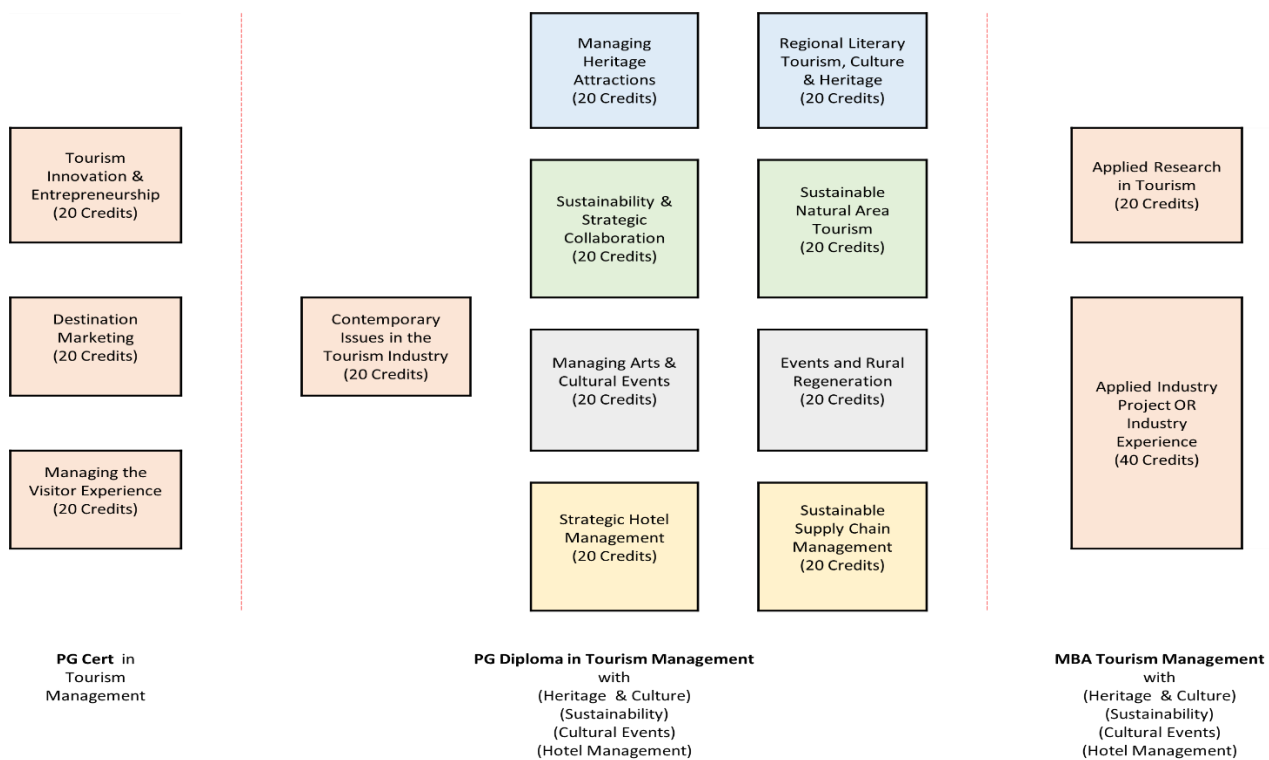 Tourism
Innovation &
Entrepreneurship
(20 Credits)
Destination
Marketing
(20 Credits)
Managing the
Visitor Experience
(20 Credits)
PG Cert in
Tourism
Management
Contemporary
Issues in the
Tourism Industry
(20 Credits)
Managing
Heritage
Attractions
(20 Credits)
Regional Literary
Tourism, Culture
& Heritage
(20 Credits)
Sustainability &
Strategic
Collaboration
(20 Credits)
Sustainable
Natural Area
Tourism
(20 Credits)
Managing Arts &
Cultural Events
(20 Credits)
Events and Rural
Regeneration
(20 Credits)
Strategic Hotel
Management
(20 Credits)
Sustainable
Supply Chain
Management
(20 Credits)
PG Diploma in Tourism Management
with
(Heritage & Culture)
(Sustainability)
(Cultural Events)
(Hotel Management)
Applied Research
in Tourism
(20 Credits)
Applied Industry
Project OR
Industry
Experience
(40 Credits)
MBA Tourism Management
with
(Heritage & Culture)
(Sustainability)
(Cultural Events)
(Hotel Management)